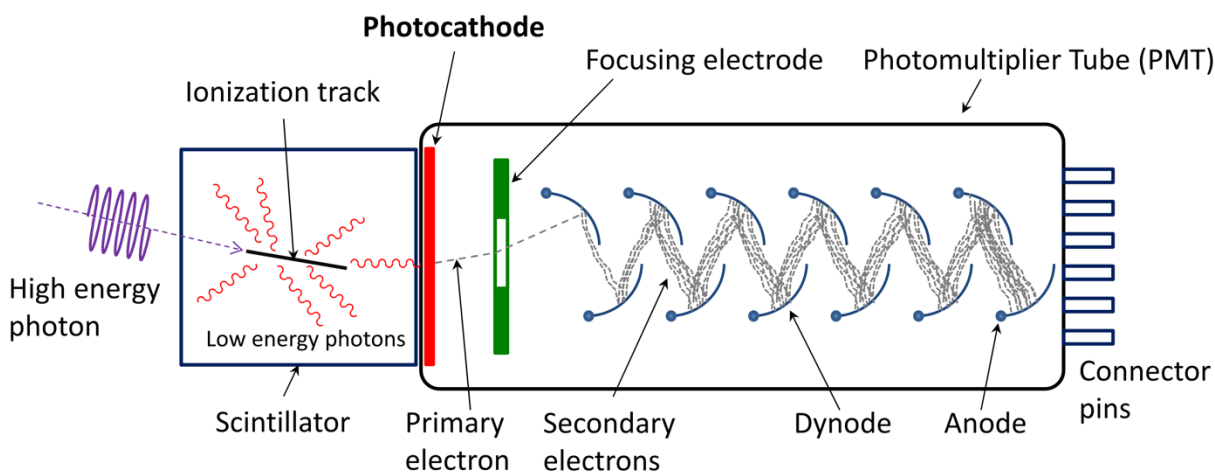 Photocathode
Focusing electrode
Photomultiplier Tube (PMT)
Ionization track
High energy
photon
Low energy photons
Scintillator
Primary
electron
Secondary
electrons
Dynode
Anode
Connector
pins